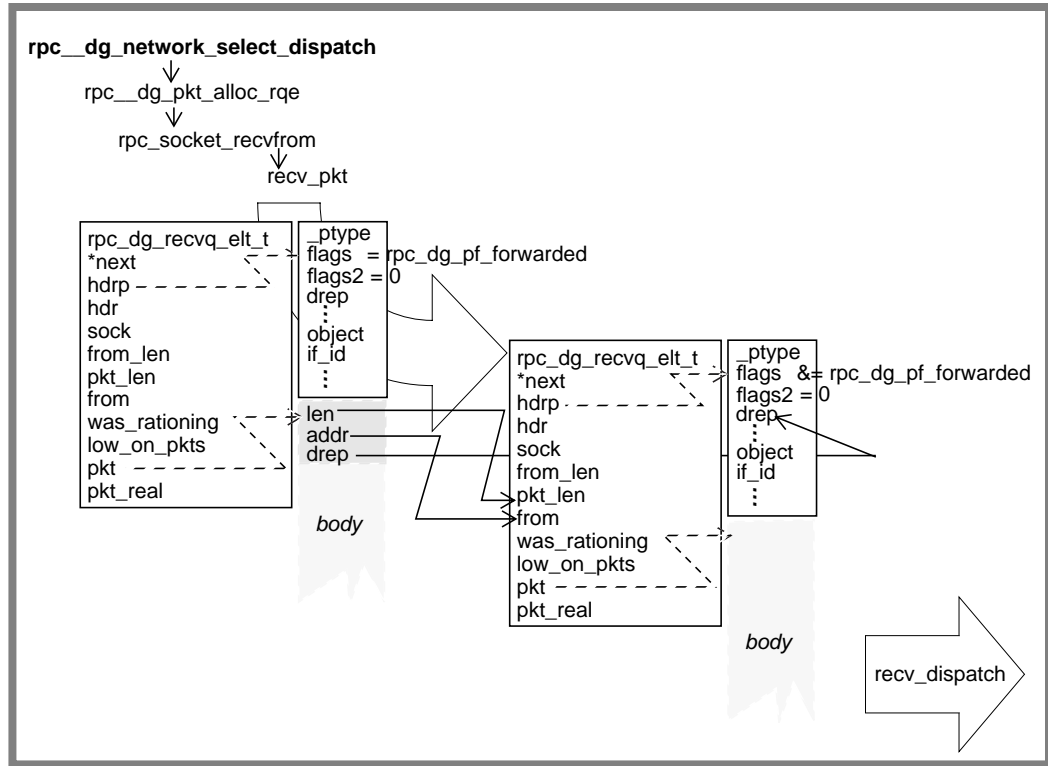 rpc__dg_network_select_dispatch
rpc__dg_pkt_alloc_rqe
rpc_socket_recvfrom
recv_pkt
rpc_dg_recvq_elt_t
*next
hdrp
hdr
sock
from_len
pkt_len
from
was_rationing
low_on_pkts
pkt
pkt_real
_ptype
flags = rpc_dg_pf_forwarded
flags2 = 0
drep
object
if_id
len
addr
drep
body
rpc_dg_recvq_elt_t
*next
hdrp
hdr
sock
from_len
pkt_len
from
was_rationing
low_on_pkts
pkt
pkt_real
_ptype
flags &= rpc_dg_pf_forwarded
flags2 = 0
drep
object
if_id
body
recv_dispatch